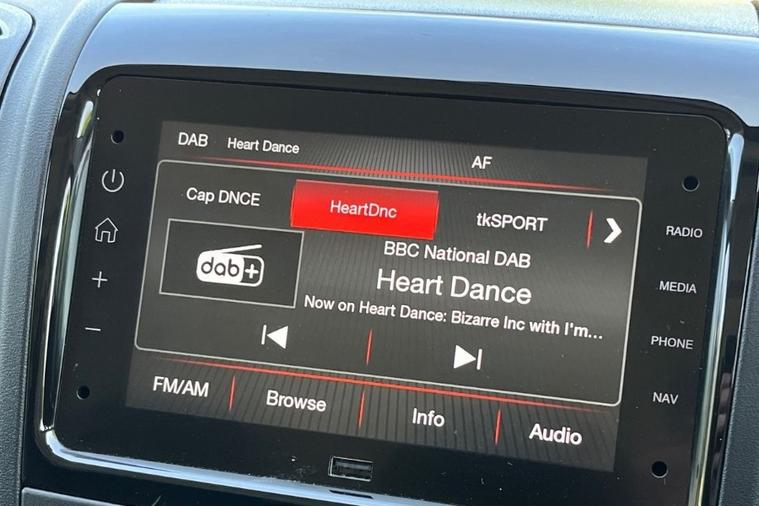 DAB Heart Dance AF
Cap DNCE HeartDnc tkSPORT
BBC National DAB
dab+
Heart Dance
Now on Heart Dance: Bizarre Inc with I'm...
FM/AM Browse Info Audio
RADIO
MEDIA
PHONE
NAV